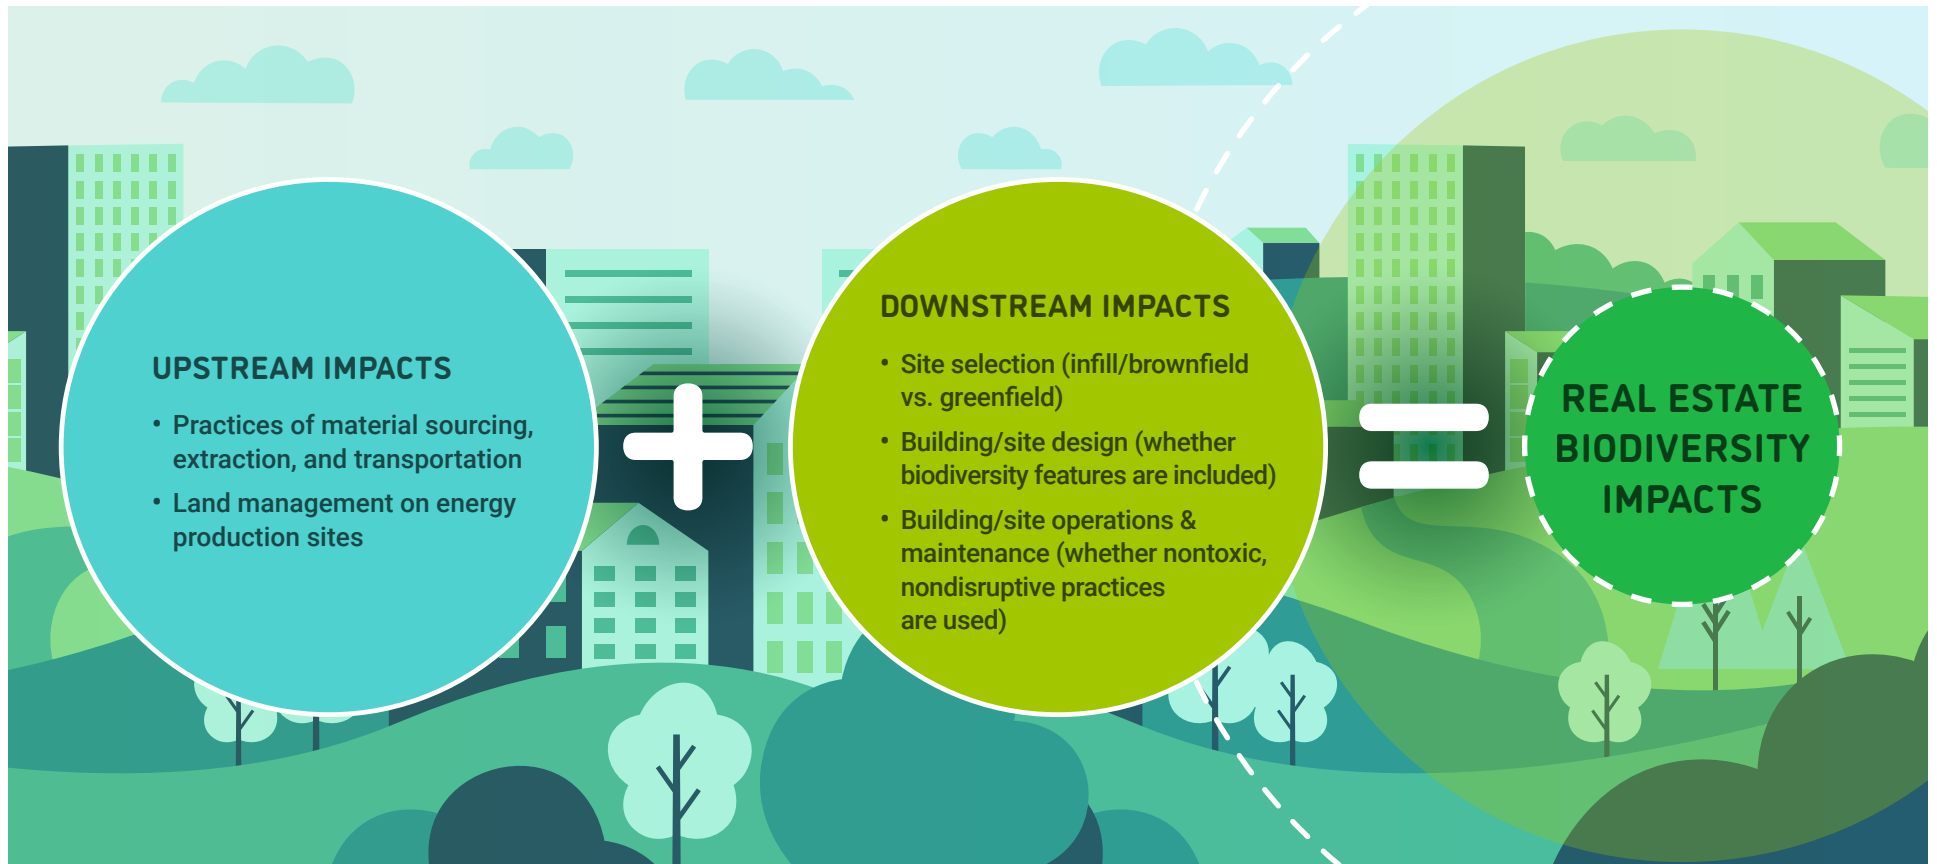 UPSTREAM IMPACTS
• Practices of material sourcing,
extraction, and transportation
• Land management on energy
production sites
DOWNSTREAM IMPACTS
• Site selection (infill/brownfield
vs. greenfield)
• Building/site design (whether
biodiversity features are included)
• Building/site operations &
maintenance (whether nontoxic,
nondisruptive practices
are used)
REAL ESTATE
BIODIVERSITY
IMPACTS